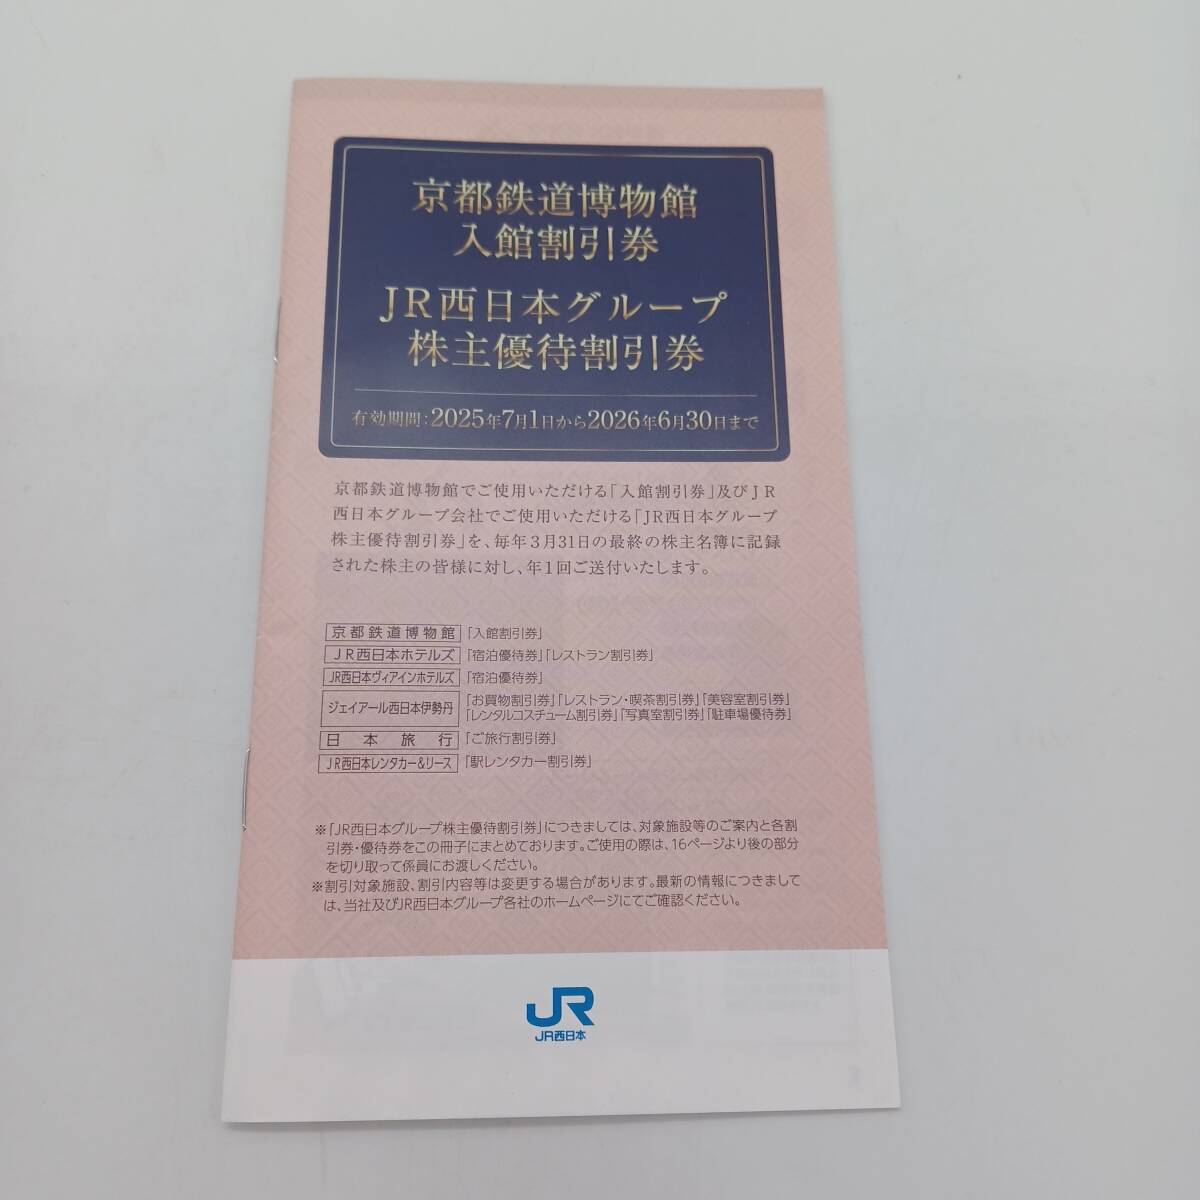 京都鉄道博物館
入館割引券
JR西日本グループ
株主優待割引券
有効期間:2025年7月1日から2026年6月30日まで
京都鉄道博物館でご使用いただける「入館割引券」及びJR
西日本グループ会社でご使用いただける「JR西日本グループ
株主優待割引券」を、毎年3月31日の最終の株主名簿に記録
された株主の皆様に対し、年1回ご送付いたします。
京都鉄道博物館「入館割引券」
JR西日本ホテルズ「宿泊優待券」「レストラン割引券」
JR西日本ヴィアインホテルズ「宿泊優待券」
ジェイアール西日本伊勢丹「お買物割引券」「レストラン・喫茶割引券」「美容室割引券」
「レンタルコスチューム割引券」「写真室割引券」「駐車場優待券」
日本旅行「ご旅行割引券」
JR西日本レンタカー&リース「駅レンタカー割引券」
※「JR西日本グループ株主優待割引券」につきましては、対象施設等のご案内と各割
引券・優待券をこの冊子にまとめております。ご使用の際は、16ページより後の部分
を切り取って係員にお渡しください。
※割引対象施設、割引内容等は変更する場合があります。最新の情報につきまして
は、当社及びJR西日本グループ各社のホームページにてご確認ください。
JR
JR西日本